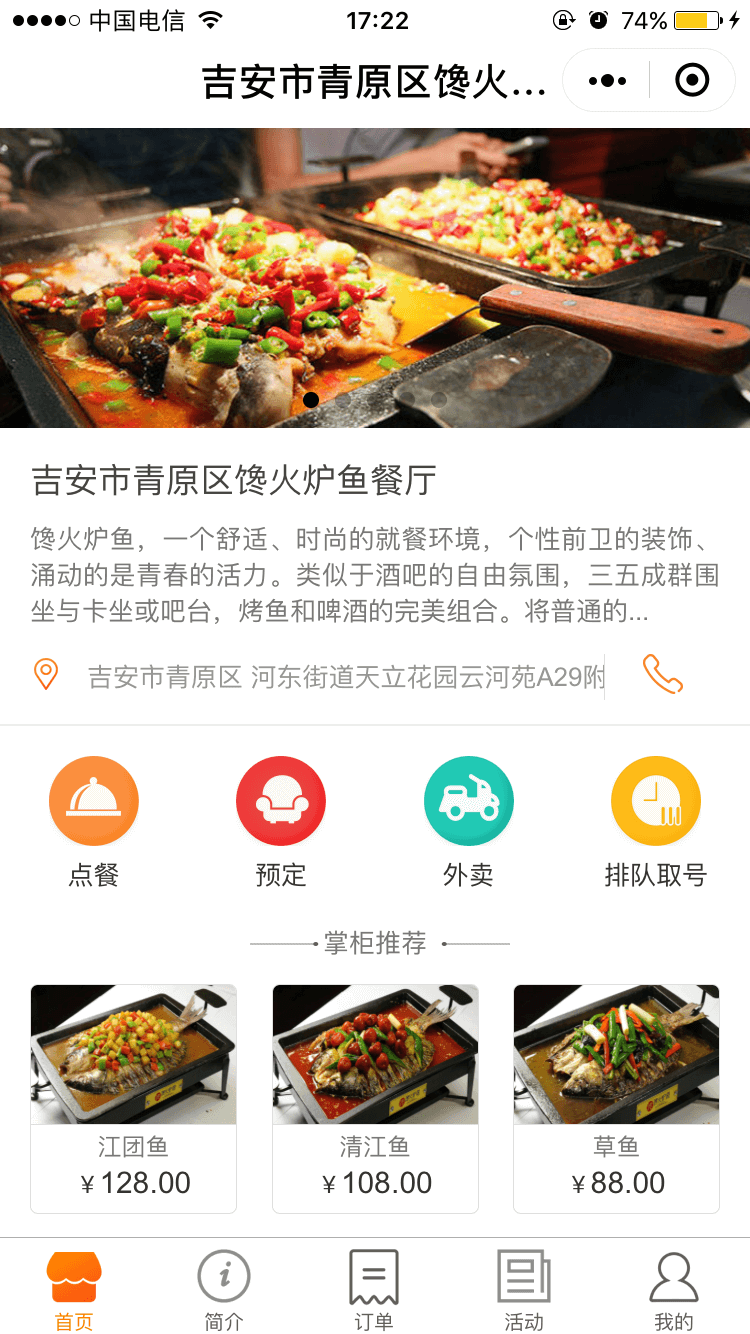 中国电信
17:22
74%
吉安市青原区馋火...
吉安市青原区馋火炉鱼餐厅
馋火炉鱼，一个舒适、时尚的就餐环境，个性前卫的装饰、
涌动的是青春的活力。类似于酒吧的自由氛围，三五成群围
坐与卡坐或吧台，烤鱼和啤酒的完美组合。将普通的...
吉安市青原区 河东街道天立花园云河苑A29附
点餐
预定
外卖
排队取号
掌柜推荐
江团鱼
清江鱼
草鱼
￥128.00
￥108.00
￥88.00
首页
简介
订单
活动
我的